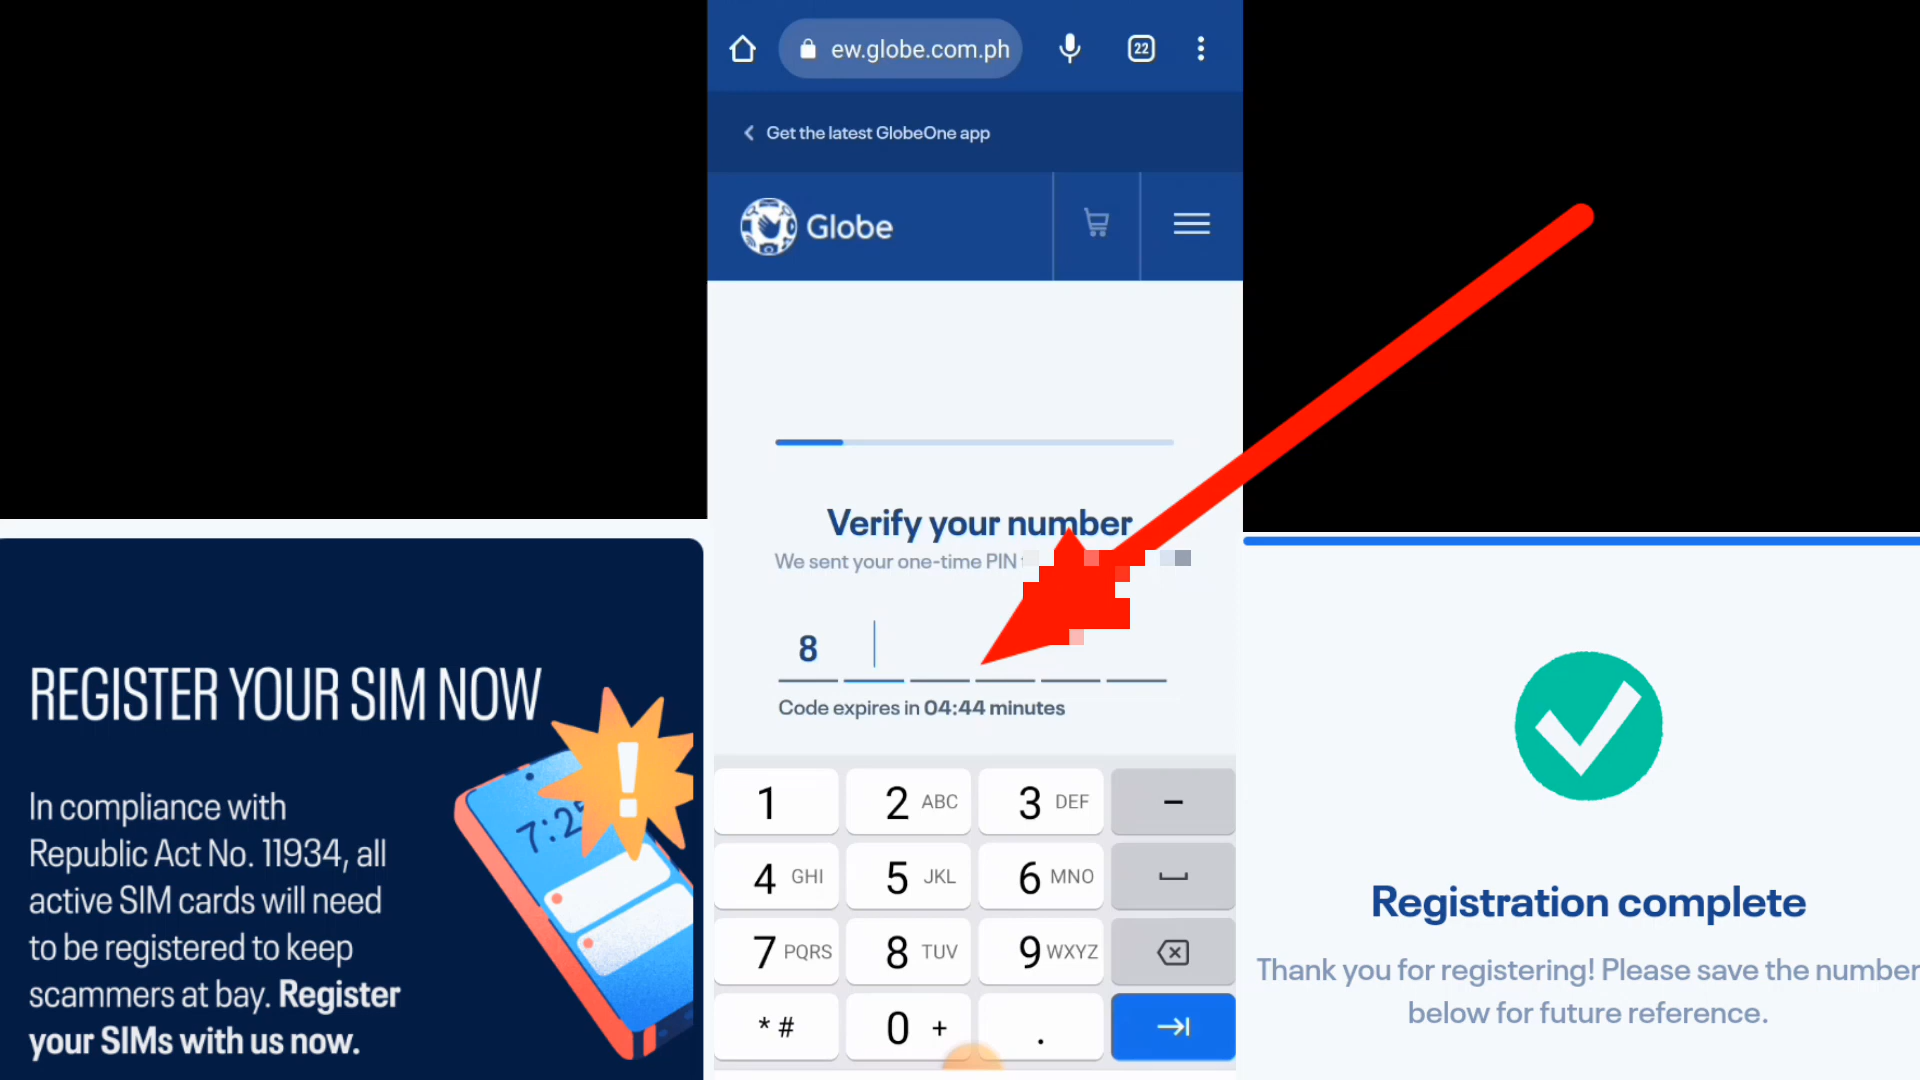 ew.globe.com.ph
22
Get the latest GlobeOne app
Globe
Verify your number
We sent your one-time PIN
8
Code expires in 04:44 minutes
1
2 ABC
3 DEF
-
4 GHI
5 JKL
6 MNO
7 PQRS
8 TUV
9 WXYZ
* #
0 +
.
REGISTER YOUR SIM NOW
In compliance with
Republic Act No. 11934, all
active SIM cards will need
to be registered to keep
scammers at bay. Register
your SIMs with us now.
!
Registration complete
Thank you for registering! Please save the number
below for future reference.